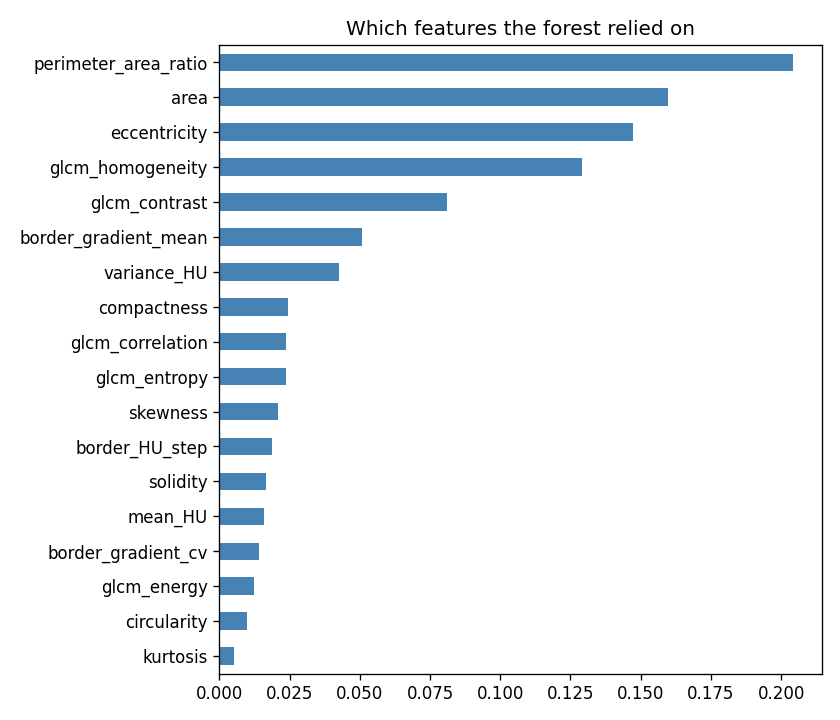 Which features the forest relied on
perimeter_area_ratio
area
eccentricity
glcm_homogeneity
glcm_contrast
border_gradient_mean
variance_HU
compactness
glcm_correlation
glcm_entropy
skewness
border_HU_step
solidity
mean_HU
border_gradient_cv
glcm_energy
circularity
kurtosis
0.000 0.025 0.050 0.075 0.100 0.125 0.150 0.175 0.200